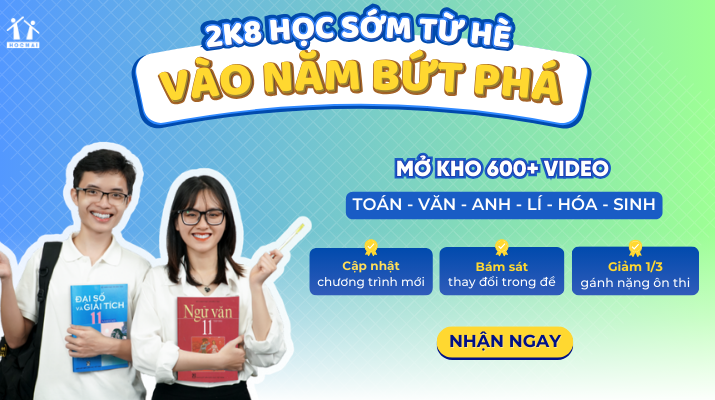 HOCMAI
2K8 HỌC SỚM TỪ HÈ
VÀO NĂM BỨT PHÁ
MỞ KHO 600+ VIDEO
TOÁN - VĂN - ANH - LÍ - HÓA - SINH
Cập nhật
chương trình mới
Bám sát
thay đổi trong đề
Giảm 1/3
gánh nặng ôn thi
ĐẠI SỐ
VÀ GIẢI TÍCH
11
Ngữ văn
11
NHẬN NGAY